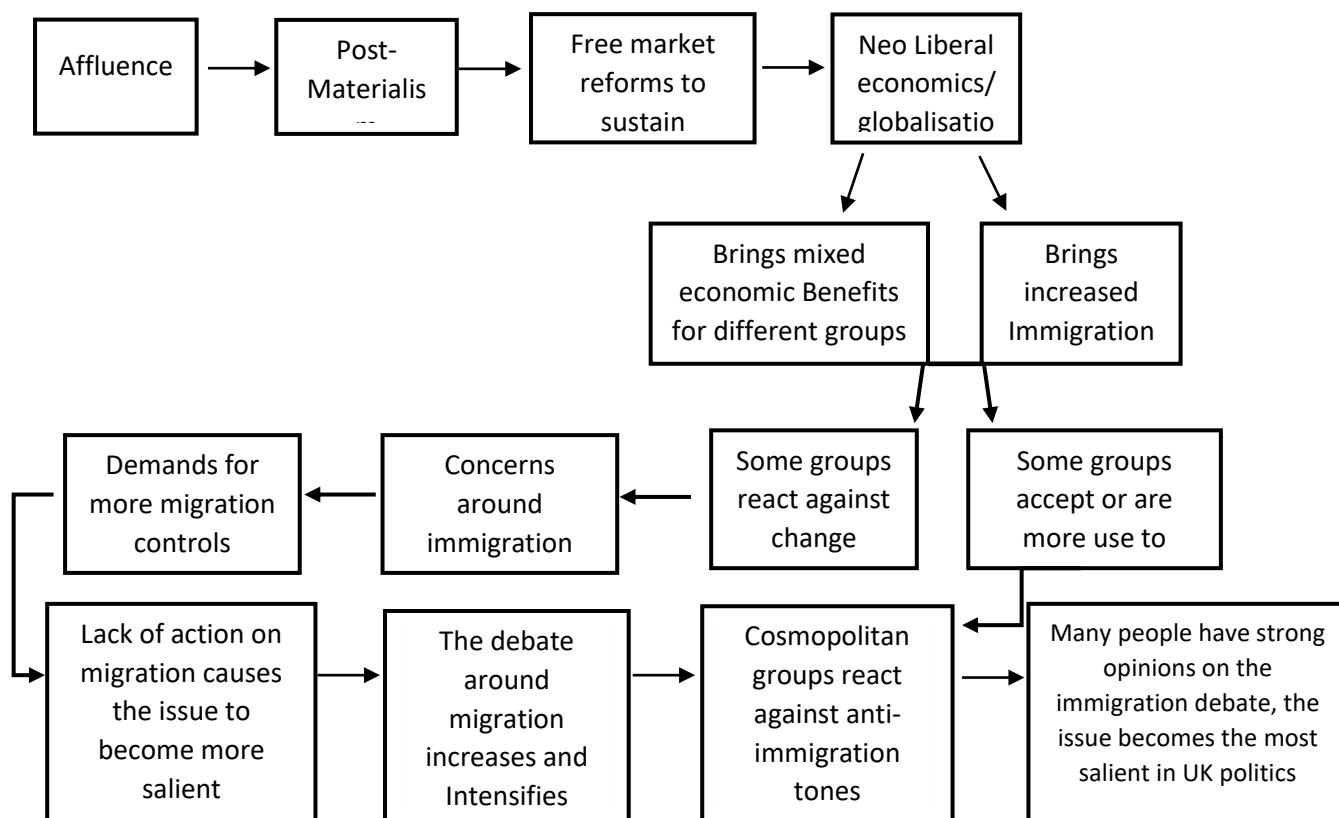 Affluence
Post-
Materialis
Free market
reforms to
sustain
Neo Liberal
economics/
globalisatio
Brings mixed
economic Benefits
for different groups
Brings
increased
Immigration
Demands for
more migration
controls
Concerns
around
immigration
Some groups
react against
change
Some groups
accept or are
more use to
Lack of action on
migration causes
the issue to
become more
salient
The debate
around
migration
increases and
Intensifies
Cosmopolitan
groups react
against anti-
immigration
tones
Many people have strong
opinions on the
immigration debate, the
issue becomes the most
salient in UK politics